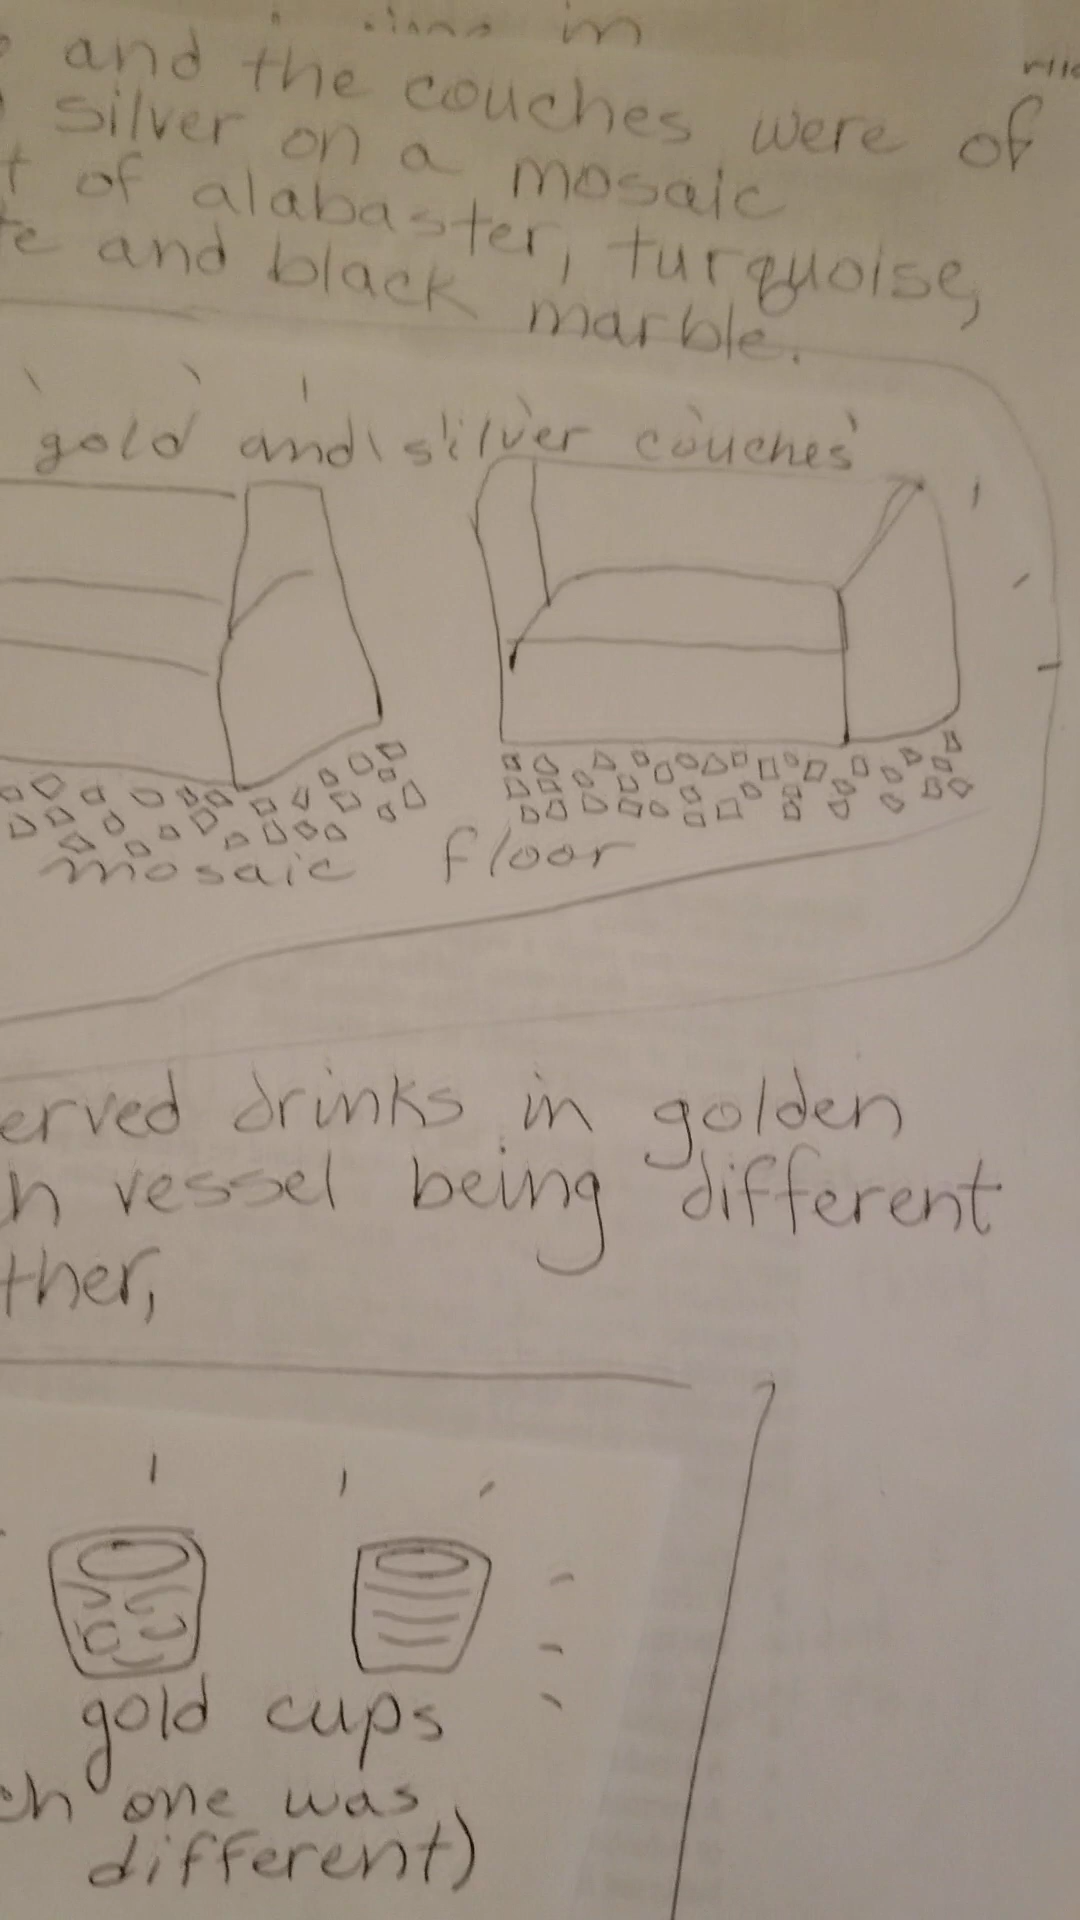 in
and the couches were of
silver on a mosaic
of alabaster, turquoise,
and black marble.
gold and silver couches
mosaic floor
erved drinks in golden
vessel being different
ther,
gold cups
one was
different)